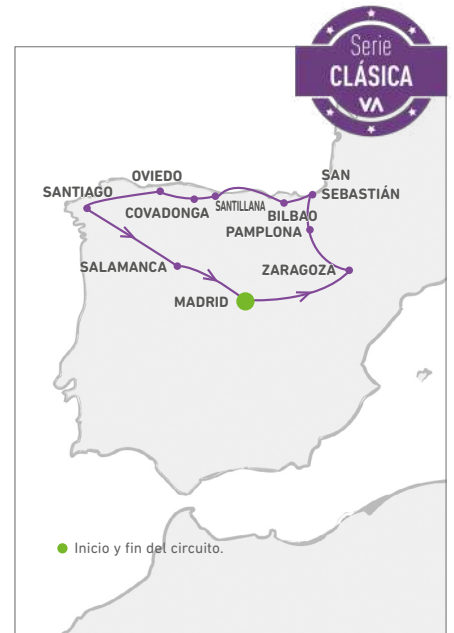 Serie
CLÁSICA
VA
OVIEDO
SAN
SEBASTIÁN
SANTIAGO
COVADONGA
SANTILLANA
BILBAO
PAMPLONA
SALAMANCA
ZARAGOZA
MADRID
Inicio y fin del circuito.